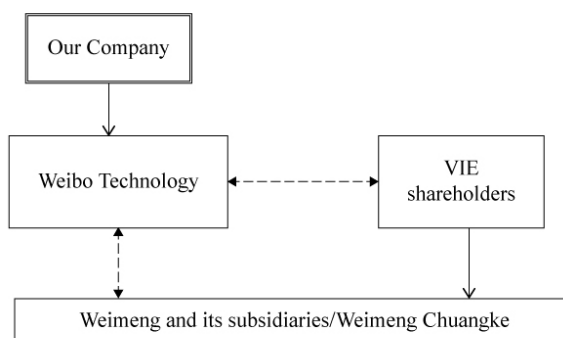 Our Company
Weibo Technology
VIE
shareholders
Weimeng and its subsidiaries/Weimeng Chuangke